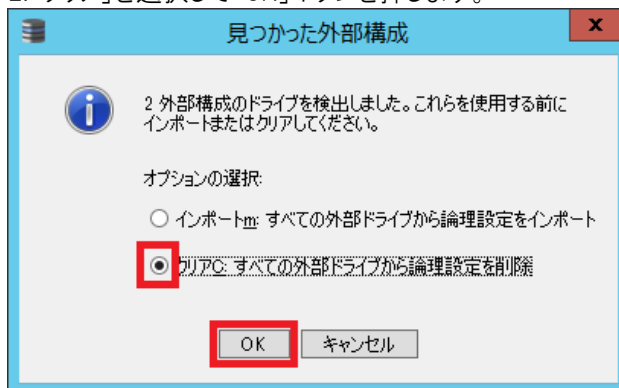 見つかった外部構成
x
2 外部構成のドライブを検出しました。これらを使用する前に
インポートまたはクリアしてください。
オプションの選択:
インポートm: すべての外部ドライブから論理設定をインポート
クリアC: すべての外部ドライブから論理設定を削除
OK キャンセル